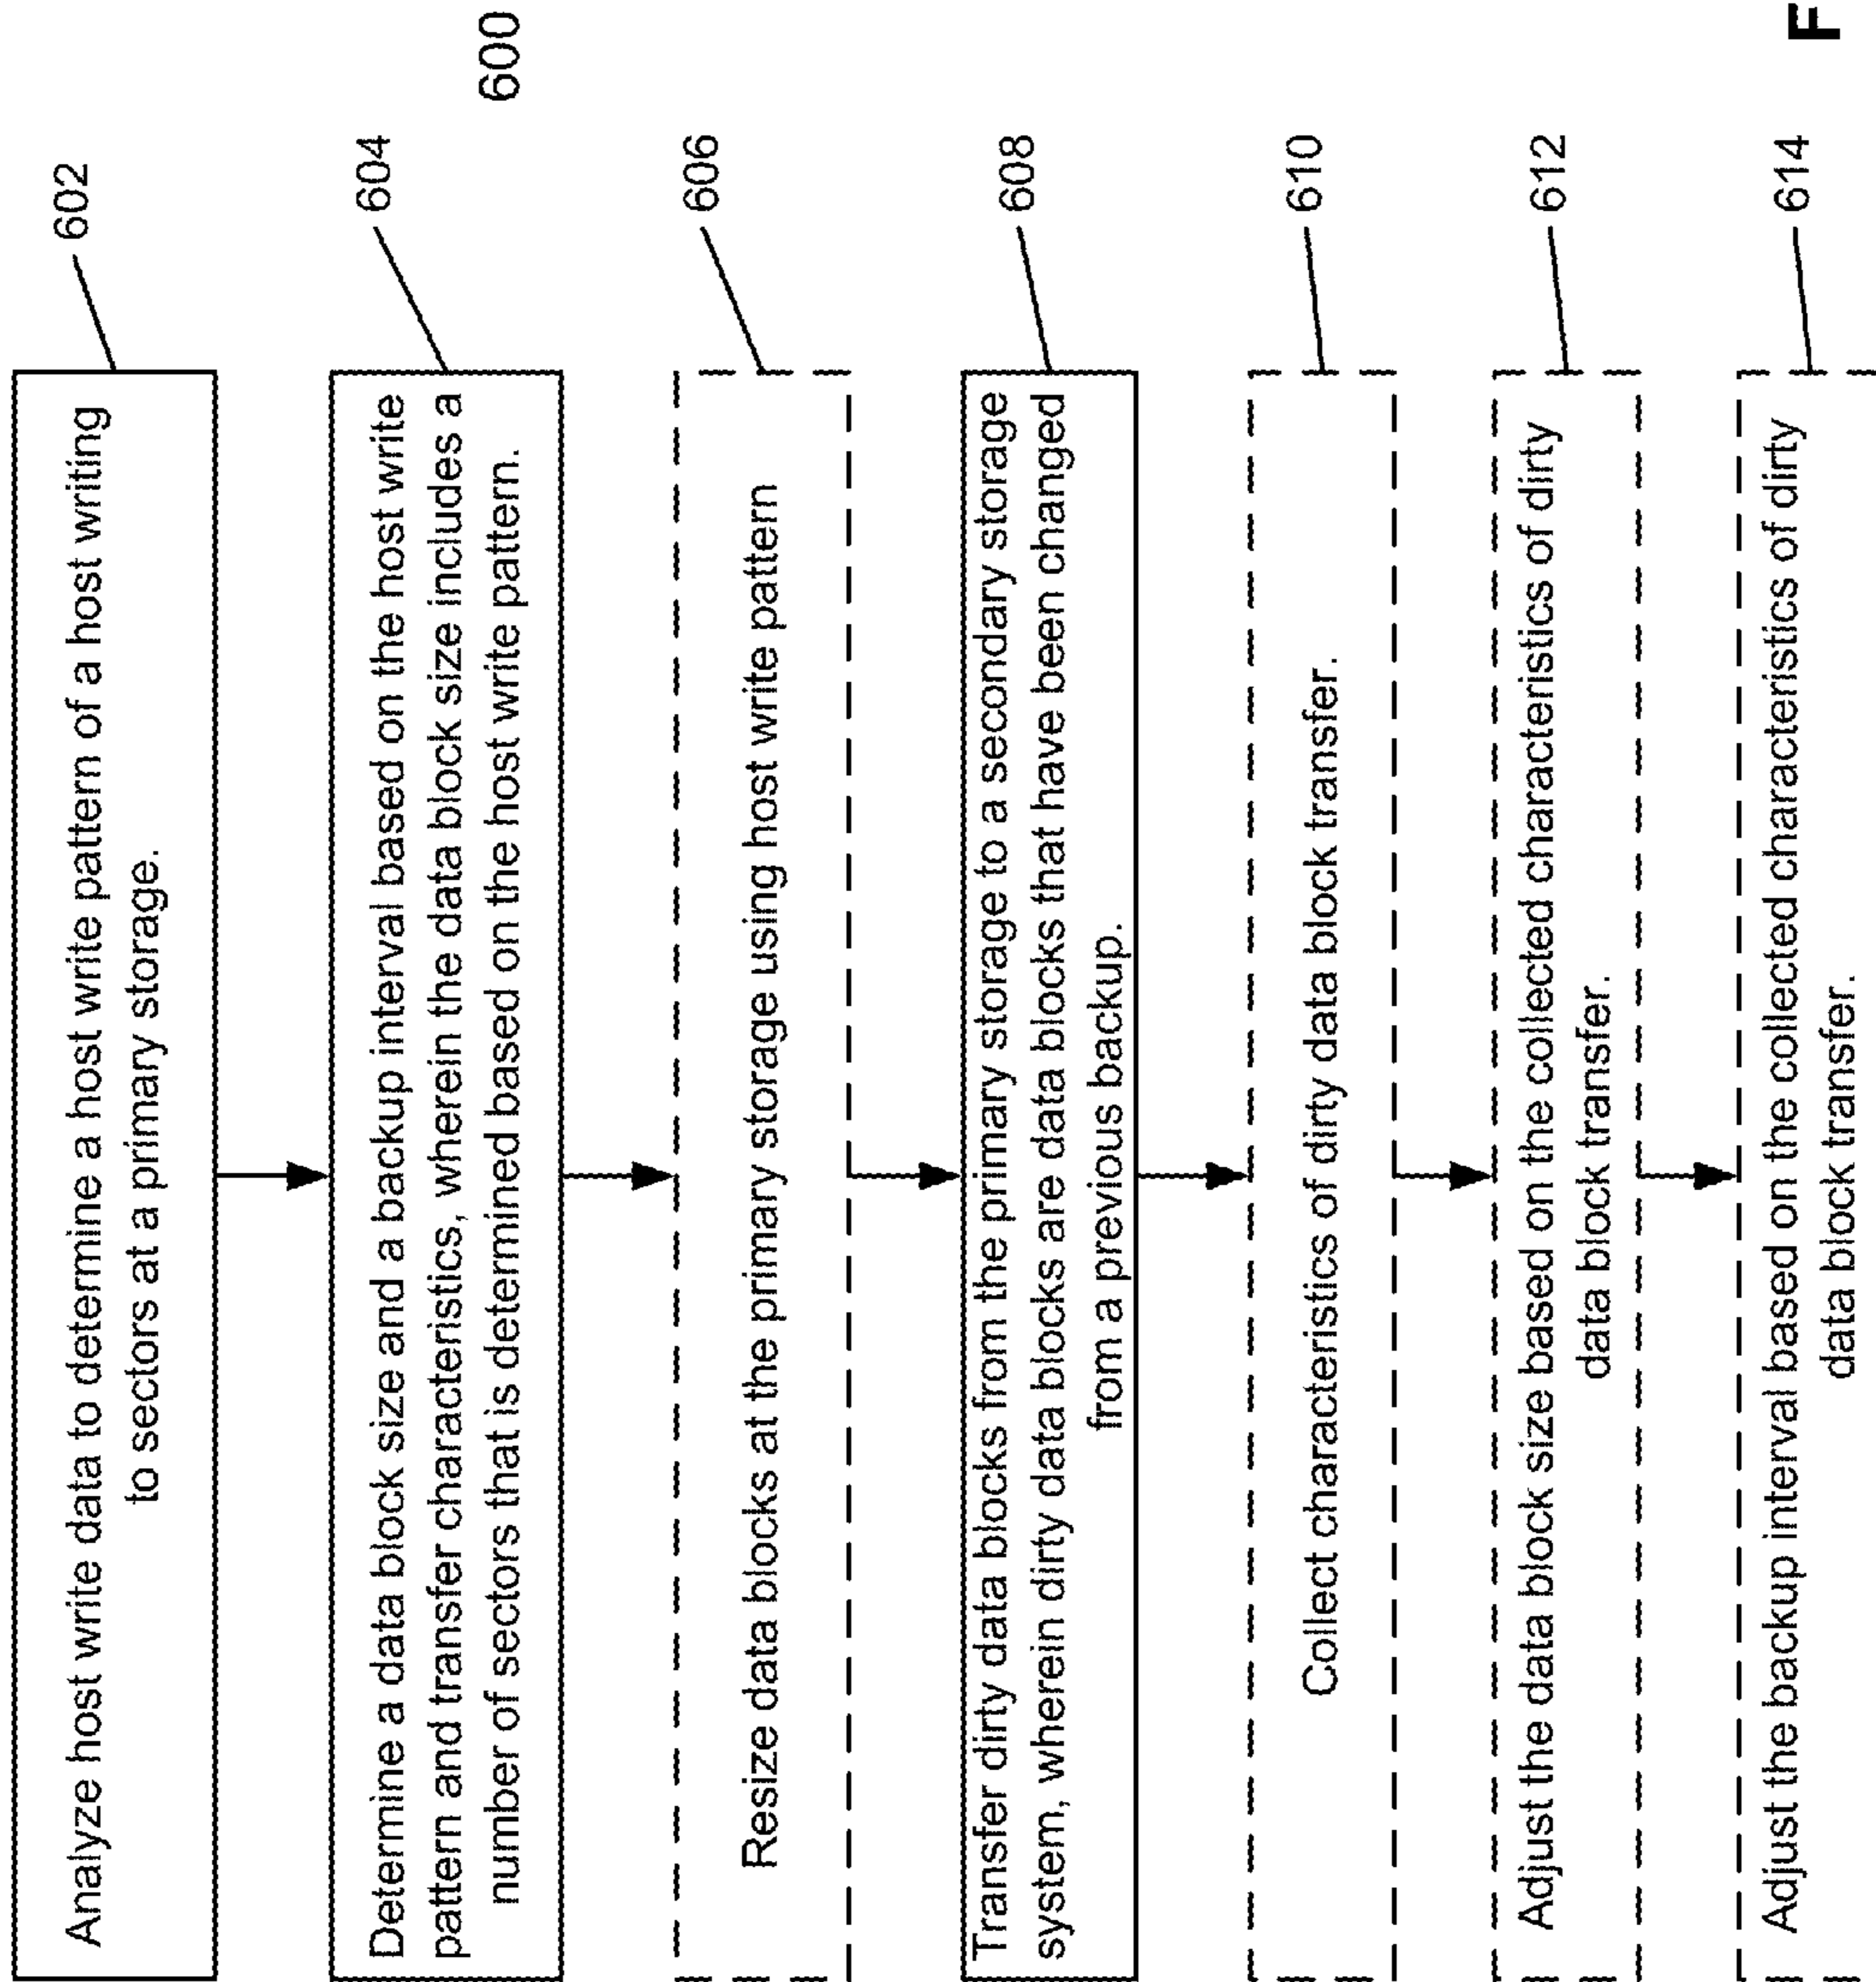 602
Analyze host write data to determine a host write pattern of a host writing
to sectors at a primary storage.
604
Determine a data block size and a backup interval based on the host write
pattern and transfer characteristics, wherein the data block size includes a
number of sectors that is determined based on the host write pattern.
600
606
Resize data blocks at the primary storage using host write pattern
608
Transfer dirty data blocks from the primary storage to a secondary storage
system, wherein dirty data blocks are data blocks that have been changed
from a previous backup.
610
Collect characteristics of dirty data block transfer.
612
Adjust the data block size based on the collected characteristics of dirty
data block transfer.
614
Adjust the backup interval based on the collected characteristics of dirty
data block transfer.
F